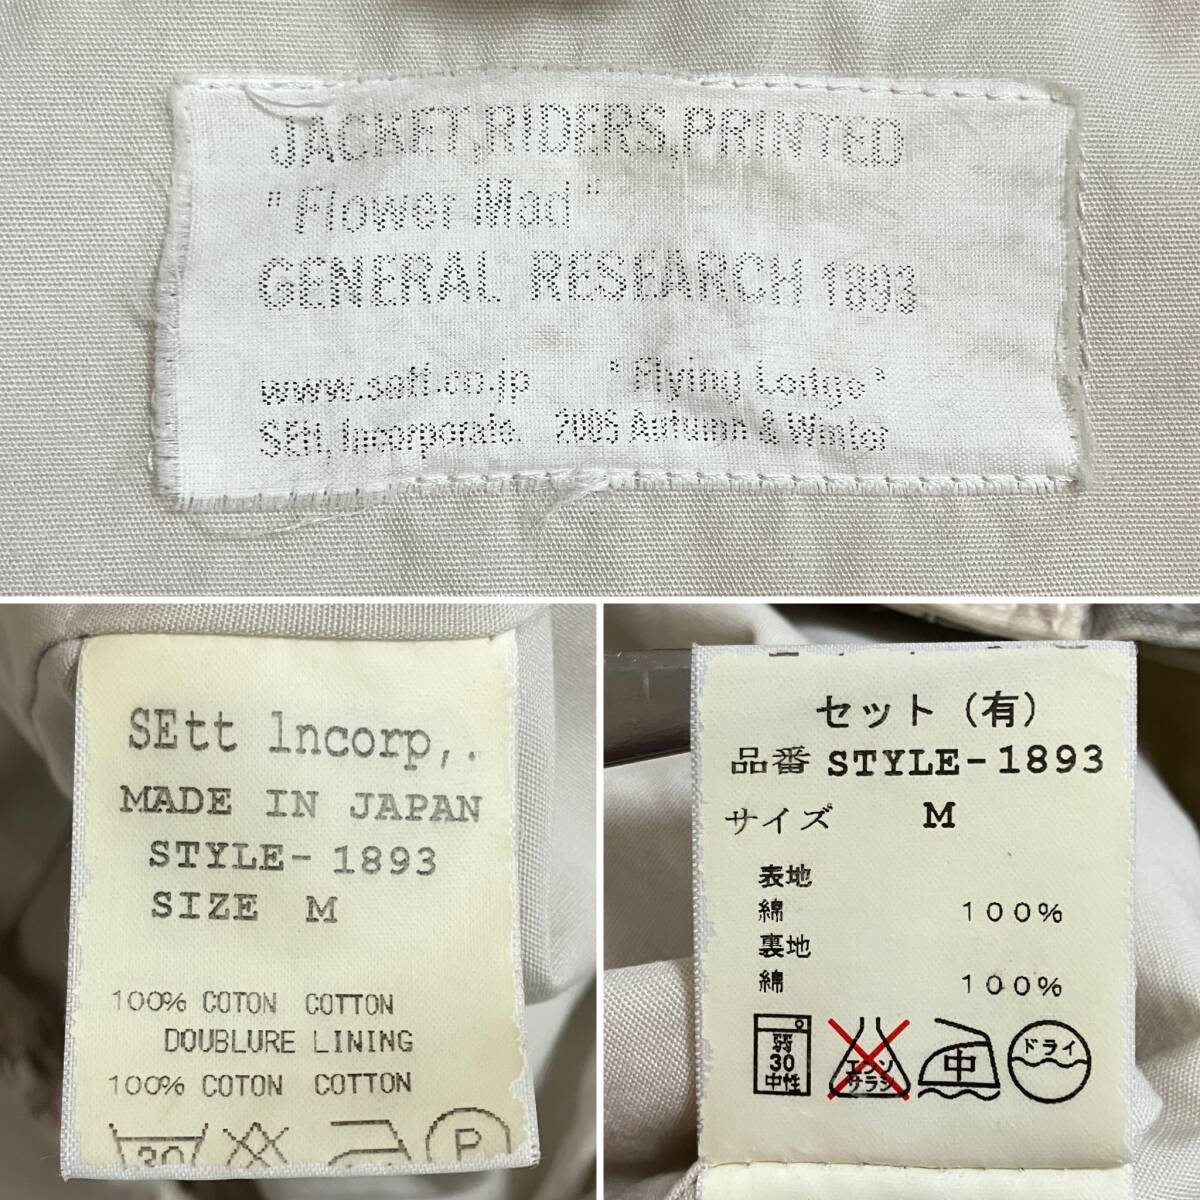 JACKET,RIDERS,PRINTED
"Flower Mad"
GENERAL RESEARCH 1893
www.sett.co.jp 'Flying Lodge'
SEtt, Incorporate. 2005 Autumn & Winter
SEtt lncorp,.
MADE IN JAPAN
STYLE- 1893
SIZE M
100% COTON COTTON
DOUBLURE LINING
100% COTON COTTON
30 P
セット（有）
品番 STYLE-1893
サイズ M
表地
綿 100%
裏地
綿 100%
弱
30
中性
エンソ
サラシ
中
ドライ